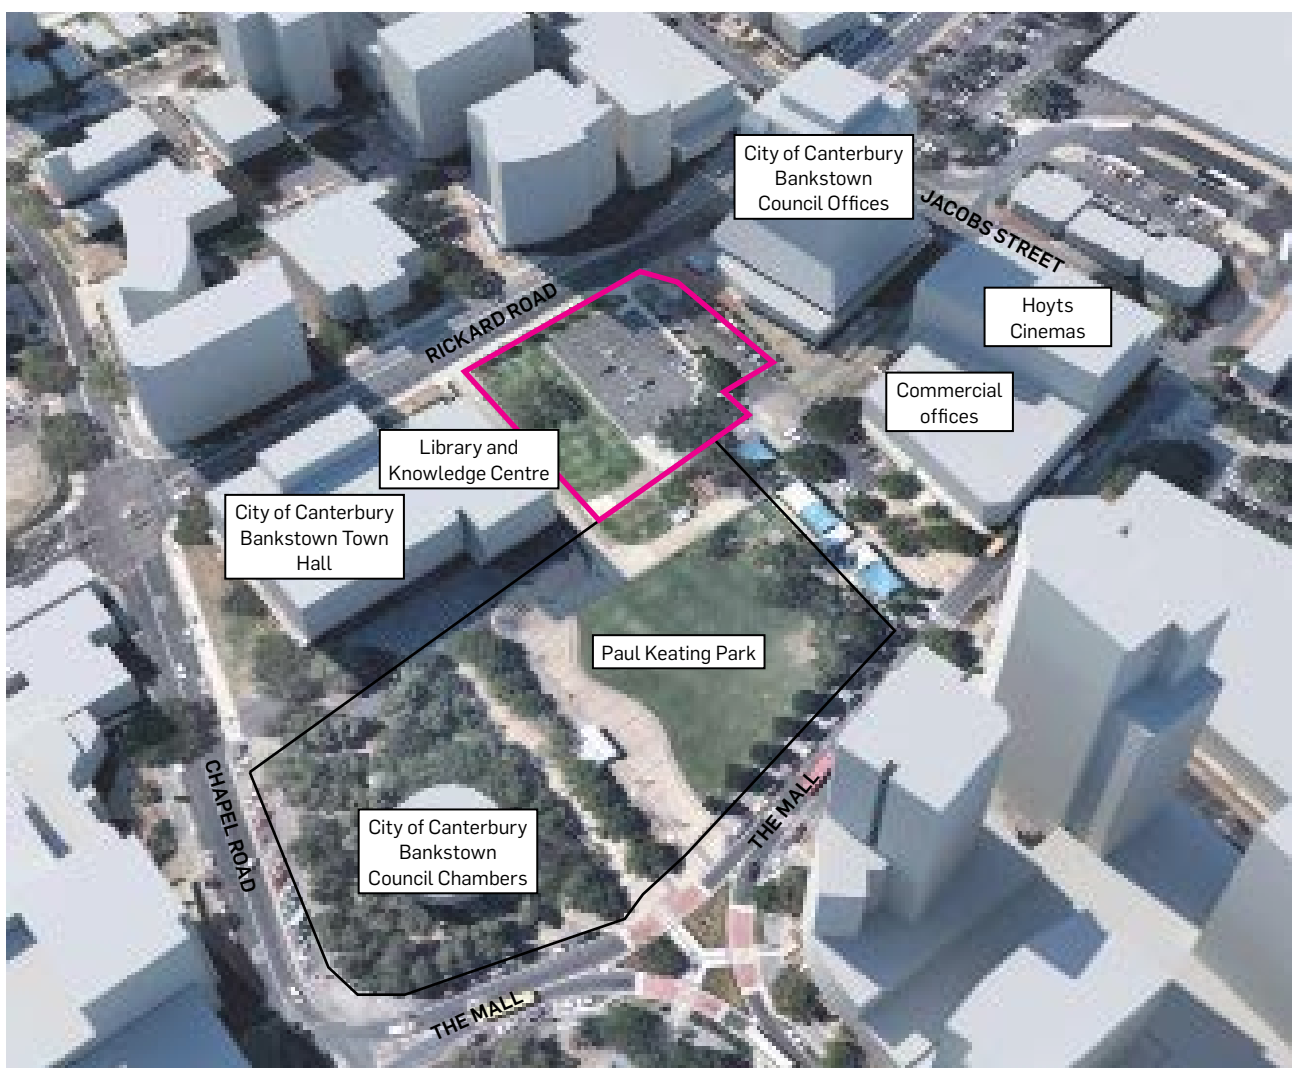 City of Canterbury
Bankstown
Council Offices
JACOBS STREET
Hoyts
Cinemas
RICKARD ROAD
Commercial
offices
Library and
Knowledge Centre
City of Canterbury
Bankstown Town
Hall
Paul Keating Park
CHAPEL ROAD
THE MALL
City of Canterbury
Bankstown
Council Chambers
THE MALL